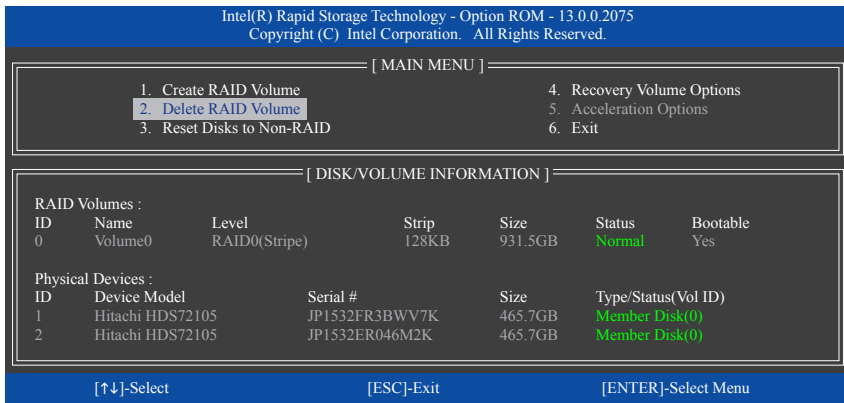 Intel(R) Rapid Storage Technology - Option ROM - 13.0.0.2075
Copyright (C) Intel Corporation. All Rights Reserved.
[ MAIN MENU ]
1. Create RAID Volume 4. Recovery Volume Options
2. Delete RAID Volume 5. Acceleration Options
3. Reset Disks to Non-RAID 6. Exit
[ DISK/VOLUME INFORMATION ]
RAID Volumes :
ID Name Level Strip Size Status Bootable
0 Volume0 RAID0(Stripe) 128KB 931.5GB Normal Yes
Physical Devices :
ID Device Model Serial # Size Type/Status(Vol ID)
1 Hitachi HDS72105 JP1532FR3BWV7K 465.7GB Member Disk(0)
2 Hitachi HDS72105 JP1532ER046M2K 465.7GB Member Disk(0)
[↑↓]-Select [ESC]-Exit [ENTER]-Select Menu